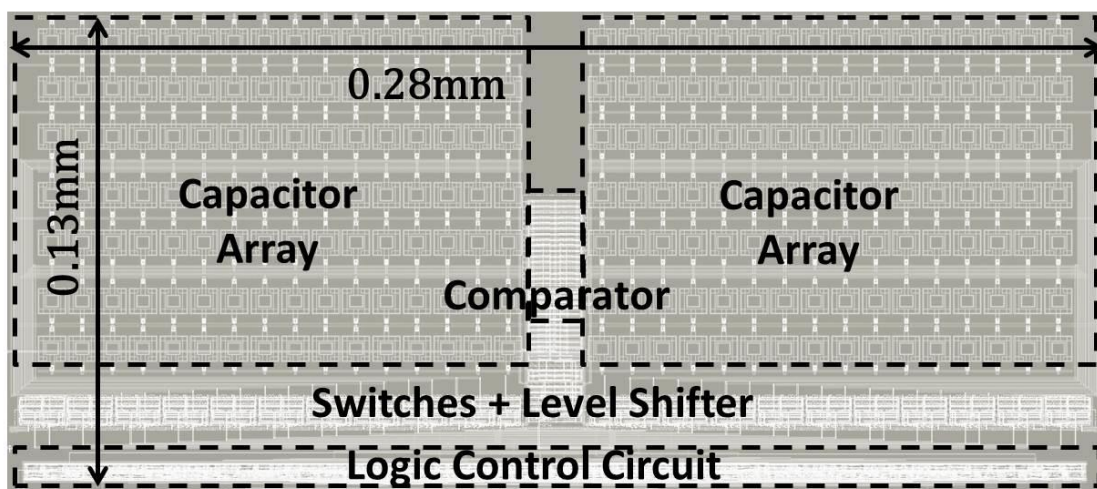 0.28mm
0.13mm
Capacitor
Array
Capacitor
Array
Comparator
Switches + Level Shifter
Logic Control Circuit